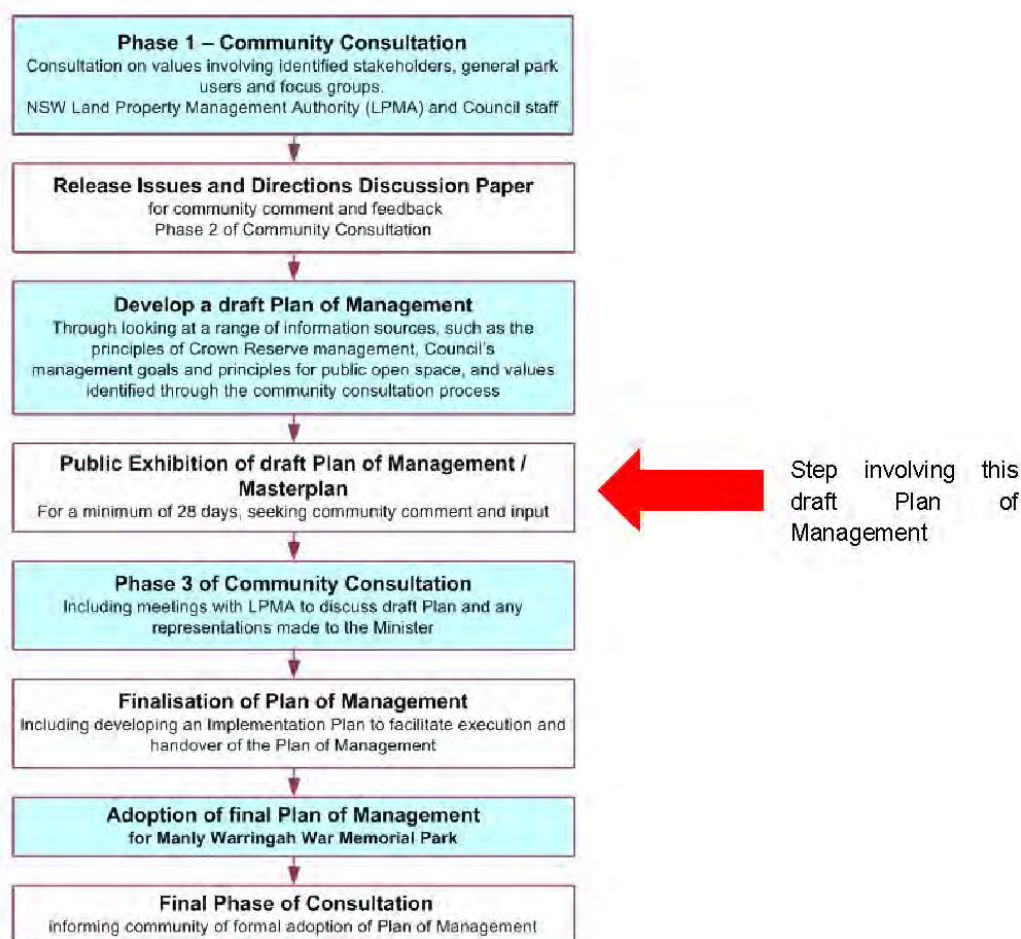 Phase 1 – Community Consultation
Consultation on values involving identified stakeholders, general park
users and focus groups.
NSW Land Property Management Authority (LPMA) and Council staff
Release Issues and Directions Discussion Paper
for community comment and feedback
Phase 2 of Community Consultation
Develop a draft Plan of Management
Through looking at a range of information sources, such as the
principles of Crown Reserve management, Council's
management goals and principles for public open space, and values
identified through the community consultation process
Public Exhibition of draft Plan of Management /
Masterplan
For a minimum of 28 days, seeking community comment and input
Step involving this
draft Plan of
Management
Phase 3 of Community Consultation
Including meetings with LPMA to discuss draft Plan and any
representations made to the Minister
Finalisation of Plan of Management
Including developing an Implementation Plan to facilitate execution and
handover of the Plan of Management
Adoption of final Plan of Management
for Manly Warringah War Memorial Park
Final Phase of Consultation
informing community of formal adoption of Plan of Management